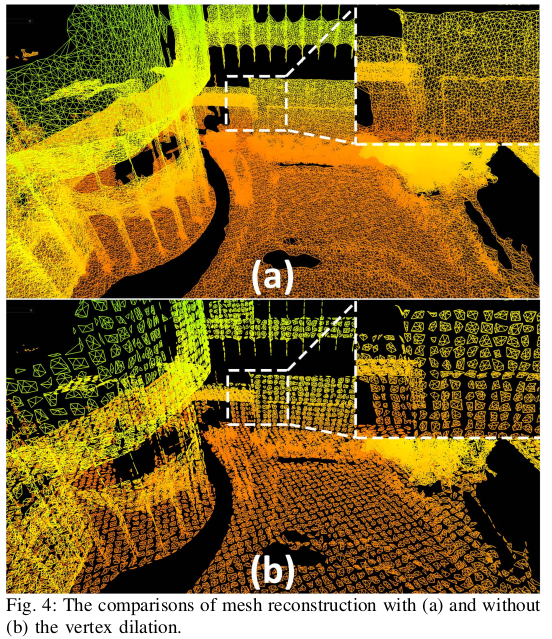 (a)
(b)
Fig. 4: The comparisons of mesh reconstruction with (a) and without
(b) the vertex dilation.